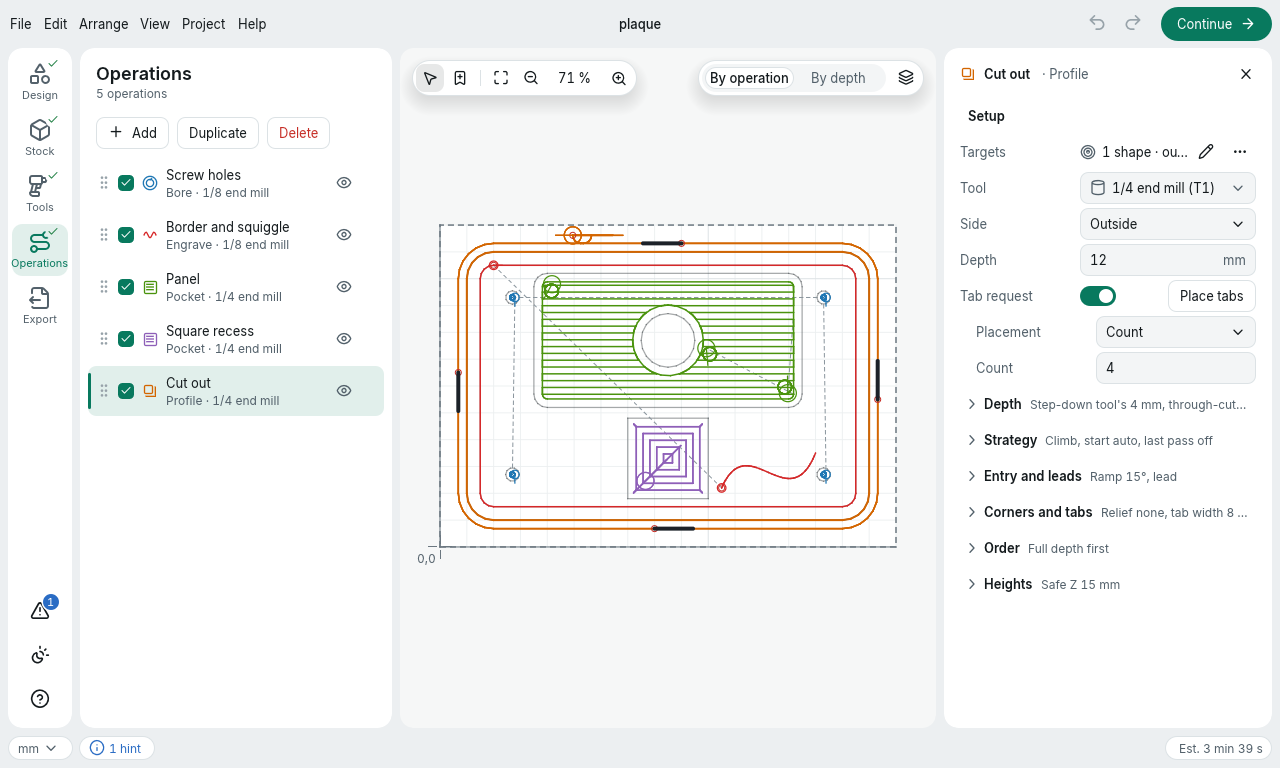 File Edit Arrange View Project Help
plaque
Continue
Design
Stock
Tools
Operations
Export
1
Operations
5 operations
Add
Duplicate
Delete
Screw holes
Bore · 1/8 end mill
Border and squiggle
Engrave · 1/8 end mill
Panel
Pocket · 1/4 end mill
Square recess
Pocket · 1/4 end mill
Cut out
Profile · 1/4 end mill
71 %
By operation
By depth
0,0
Cut out · Profile
Setup
Targets 1 shape · ou...
Tool 1/4 end mill (T1)
Side Outside
Depth 12 mm
Tab request Place tabs
Placement Count
Count 4
Depth Step-down tool's 4 mm, through-cut...
Strategy Climb, start auto, last pass off
Entry and leads Ramp 15°, lead
Corners and tabs Relief none, tab width 8 ...
Order Full depth first
Heights Safe Z 15 mm
mm
1 hint
Est. 3 min 39 s